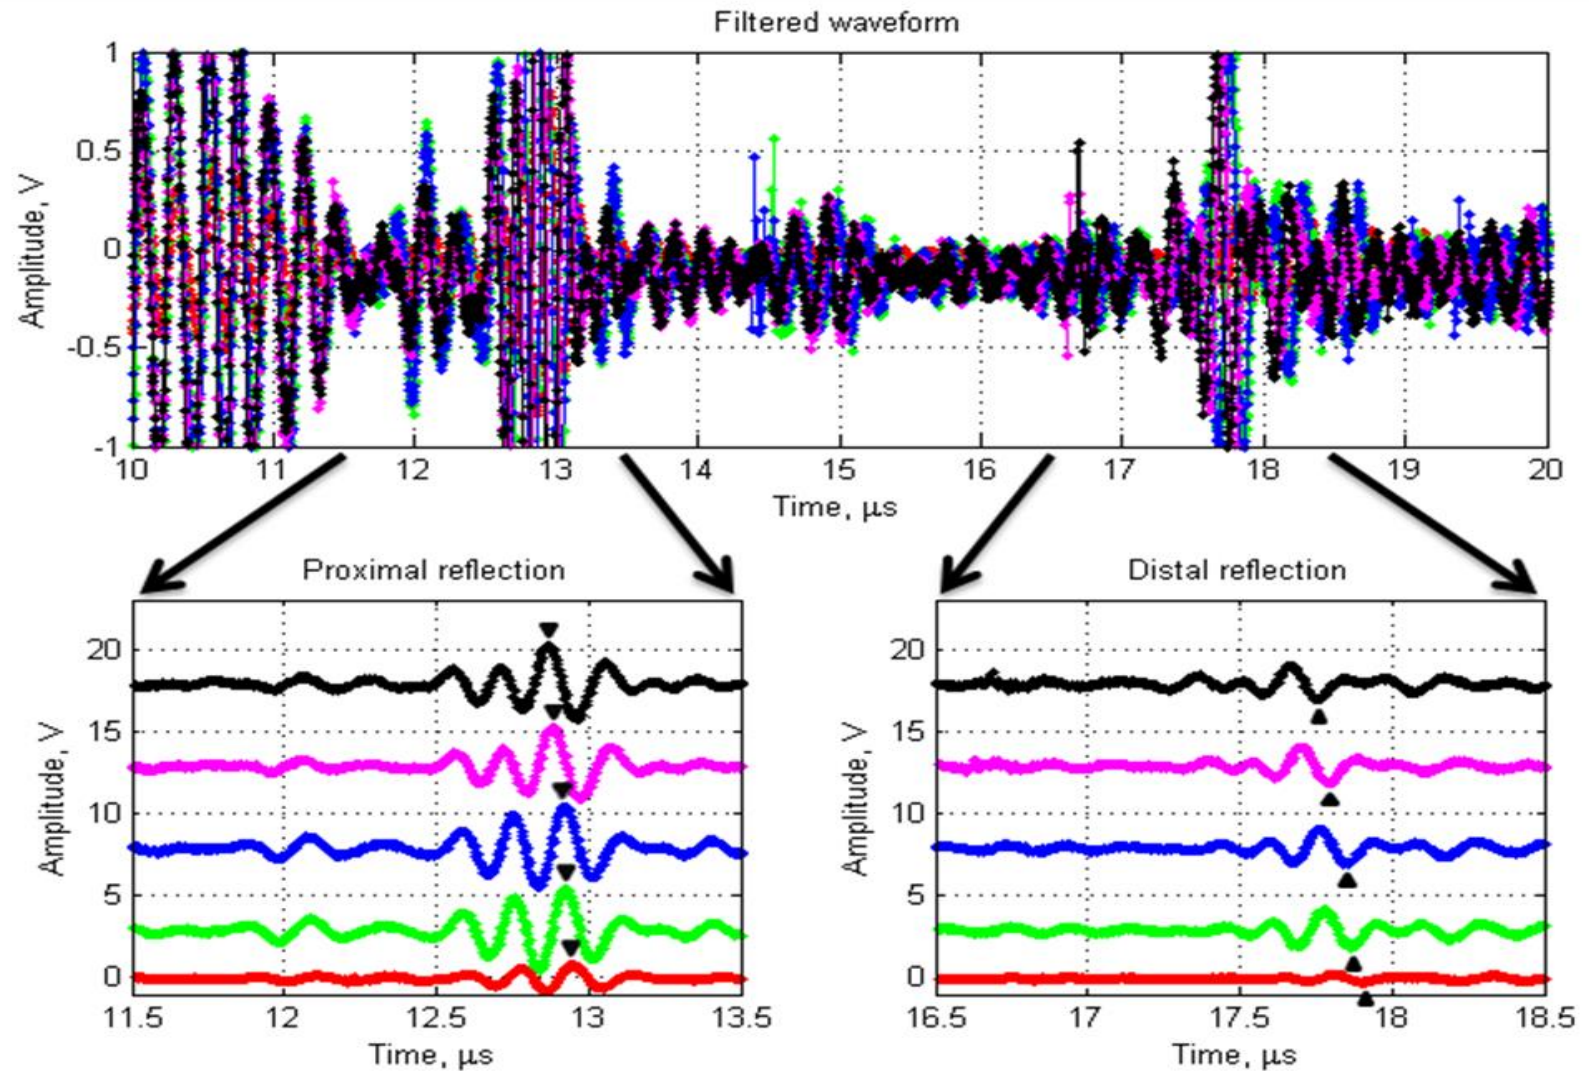 Filtered waveform
Amplitude, V
1
0.5
0
-0.5
-1
10 11 12 13 14 15 16 17 18 19 20
Time, μs
Proximal reflection
Amplitude, V
20
15
10
5
0
11.5 12 12.5 13 13.5
Time, μs
Distal reflection
Amplitude, V
20
15
10
5
0
16.5 17 17.5 18 18.5
Time, μs